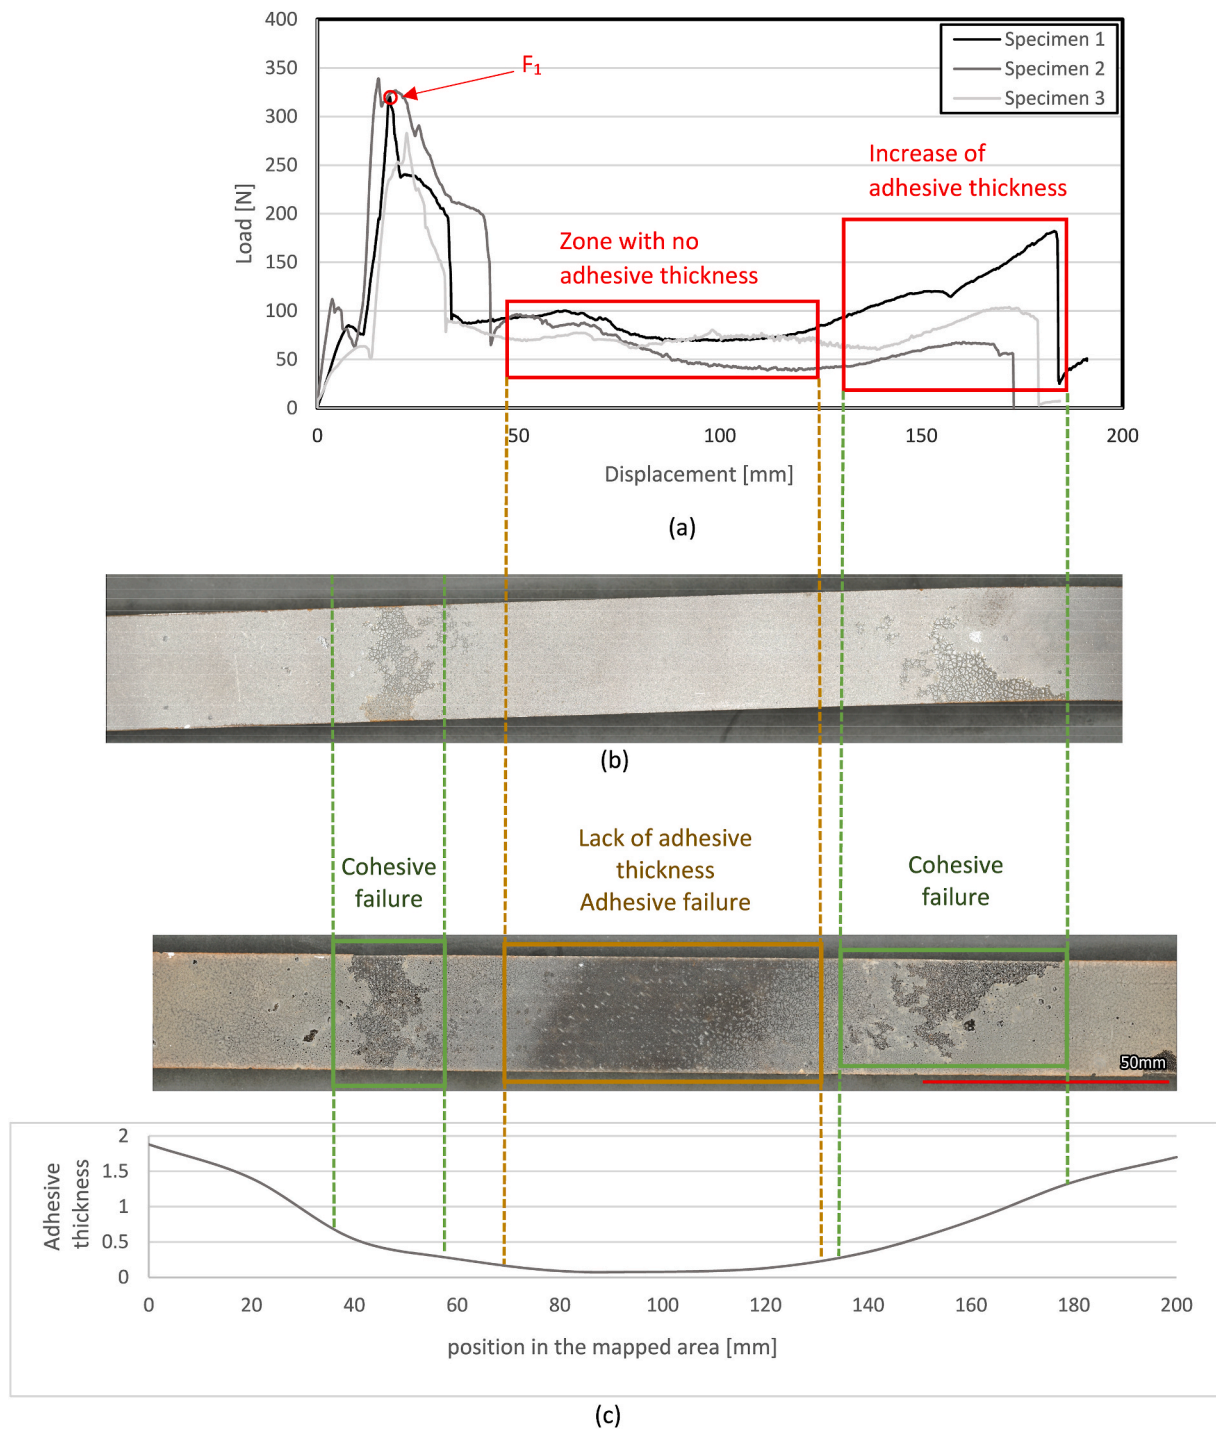 400
350
300
250
200
150
100
50
0
Load [N]
F1
Specimen 1
Specimen 2
Specimen 3
Increase of
adhesive thickness
Zone with no
adhesive thickness
0
50
100
150
200
Displacement [mm]
(a)
(b)
Cohesive
failure
Lack of adhesive
thickness
Adhesive failure
Cohesive
failure
50mm
2
1.5
1
0.5
0
Adhesive
thickness
0
20
40
60
80
100
120
140
160
180
200
position in the mapped area [mm]
(c)